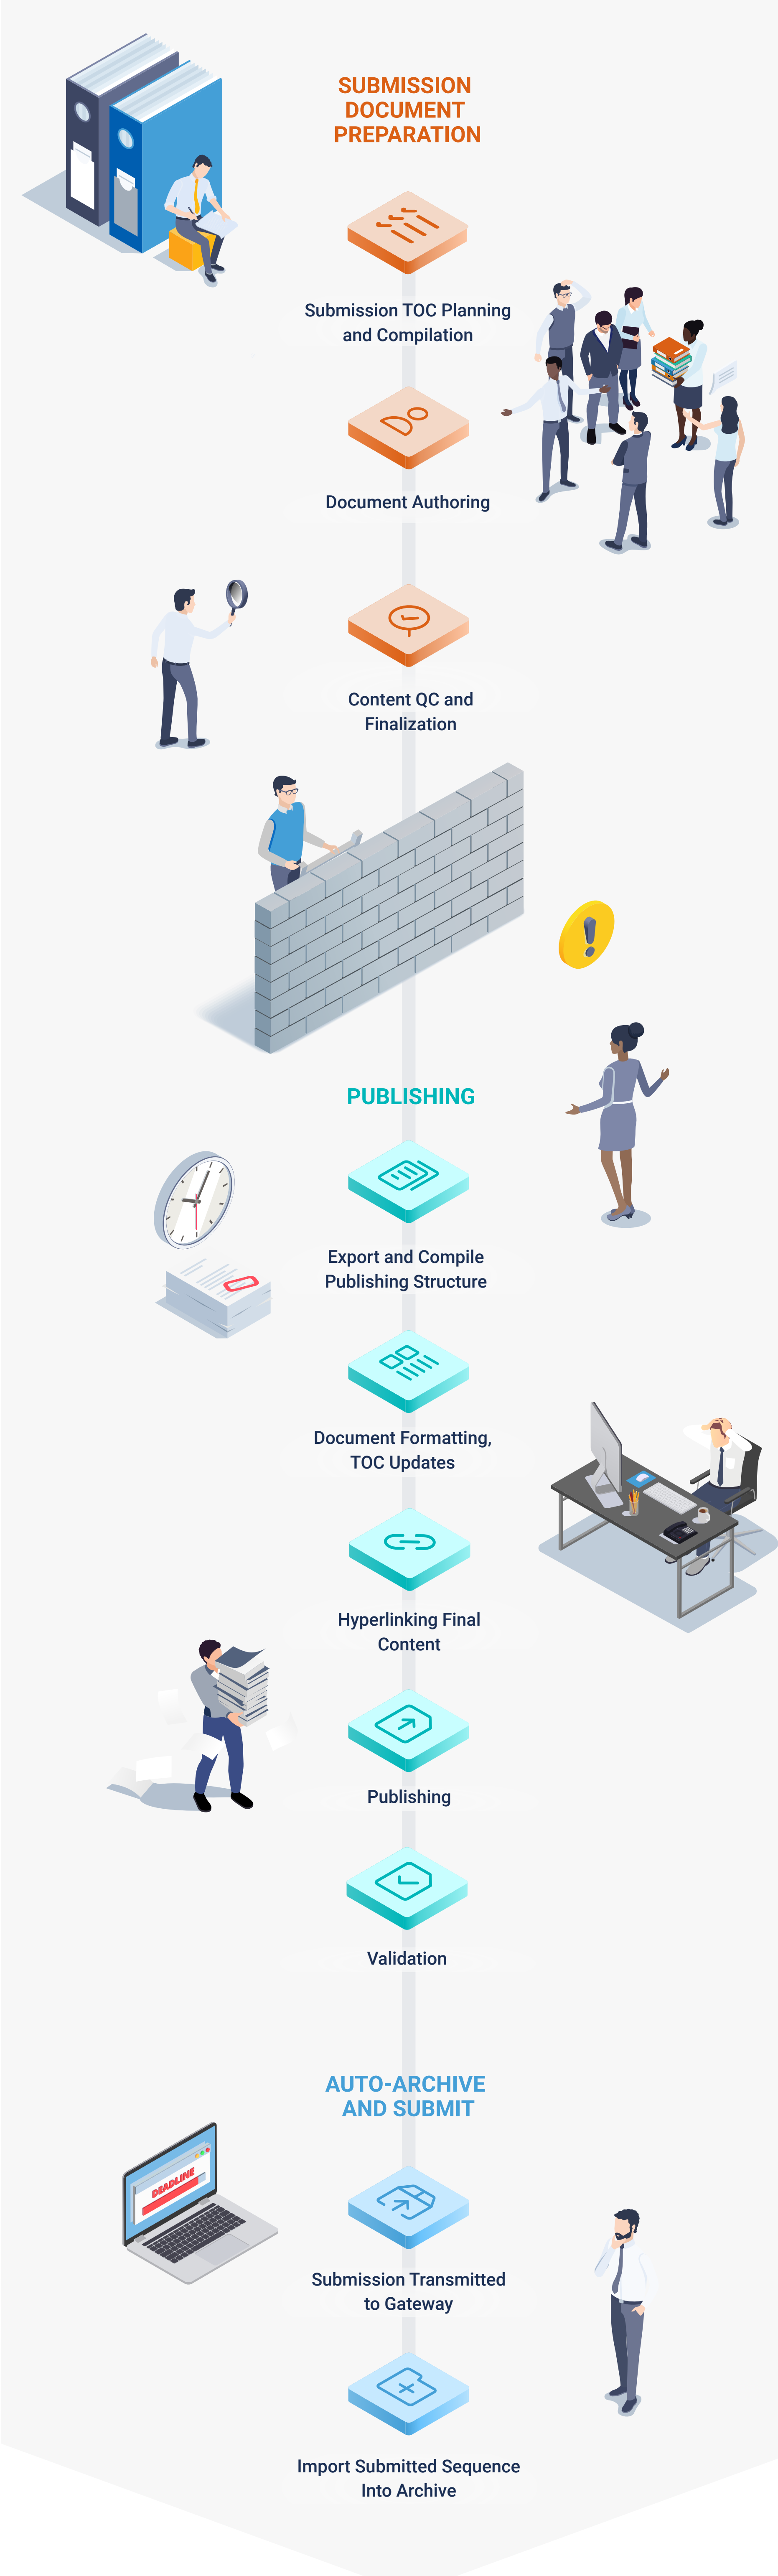 SUBMISSION
DOCUMENT
PREPARATION
Submission TOC Planning
and Compilation
Document Authoring
Content QC and
Finalization
PUBLISHING
Export and Compile
Publishing Structure
Document Formatting,
TOC Updates
Hyperlinking Final
Content
Publishing
Validation
AUTO-ARCHIVE
AND SUBMIT
DEADLINE
Submission Transmitted
to Gateway
Import Submitted Sequence
Into Archive